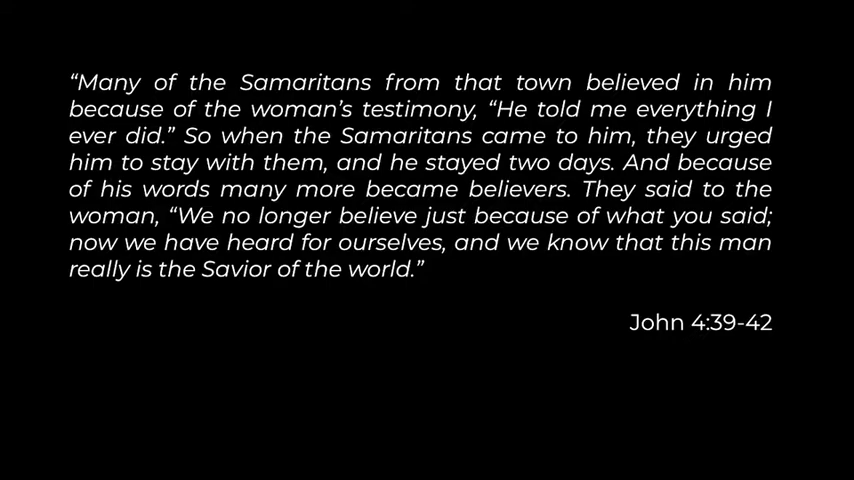 “Many of the Samaritans from that town believed in him
because of the woman’s testimony, “He told me everything I
ever did.” So when the Samaritans came to him, they urged
him to stay with them, and he stayed two days. And because
of his words many more became believers. They said to the
woman, “We no longer believe just because of what you said;
now we have heard for ourselves, and we know that this man
really is the Savior of the world.”
John 4:39-42